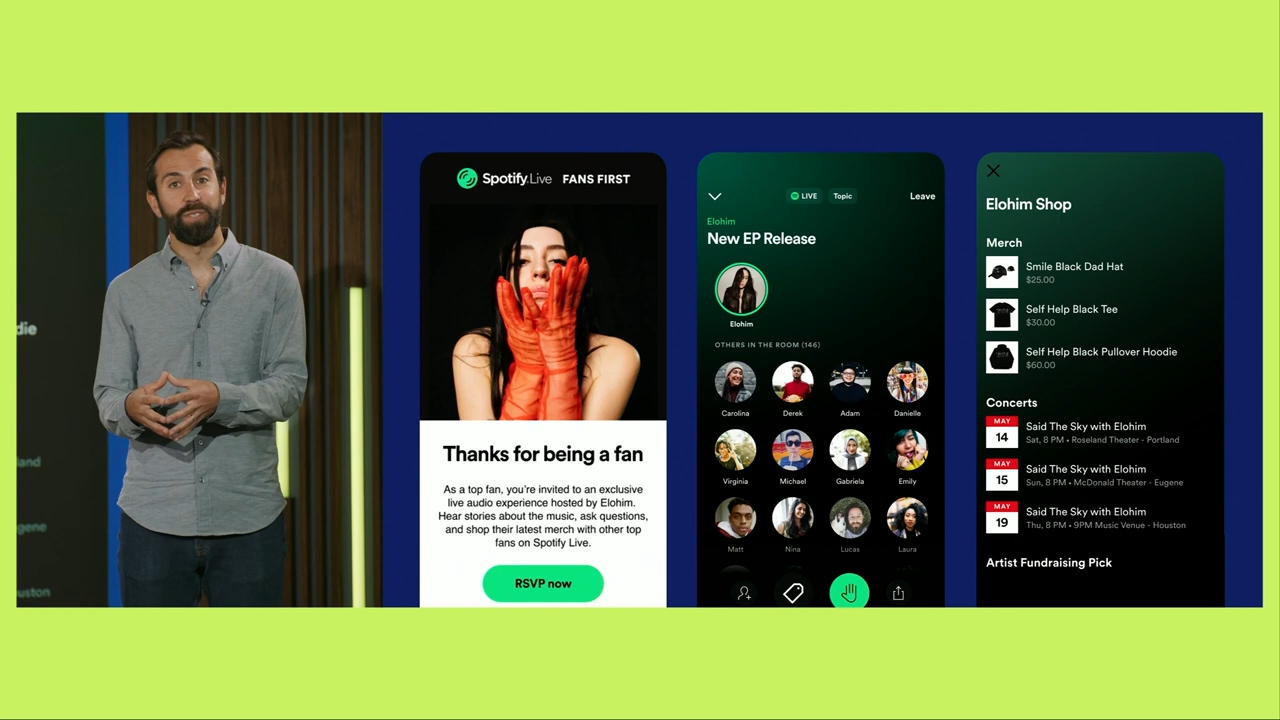 die
land
gene
ouston
Spotify Live FANS FIRST
Thanks for being a fan
As a top fan, you're invited to an exclusive
live audio experience hosted by Elohim.
Hear stories about the music, ask questions,
and shop their latest merch with other top
fans on Spotify Live.
RSVP now
LIVE Topic Leave
Elohim
New EP Release
Elohim
OTHERS IN THE ROOM (146)
Carolina Derek Adam Danielle
Virginia Michael Gabriela Emily
Matt Nina Lucas Laura
Elohim Shop
Merch
Smile Black Dad Hat
$25.00
Self Help Black Tee
$30.00
Self Help Black Pullover Hoodie
$60.00
Concerts
MAY
14
Said The Sky with Elohim
Sat, 8 PM • Roseland Theater - Portland
MAY
15
Said The Sky with Elohim
Sun, 8 PM • McDonald Theater - Eugene
MAY
19
Said The Sky with Elohim
Thu, 8 PM • 9PM Music Venue - Houston
Artist Fundraising Pick